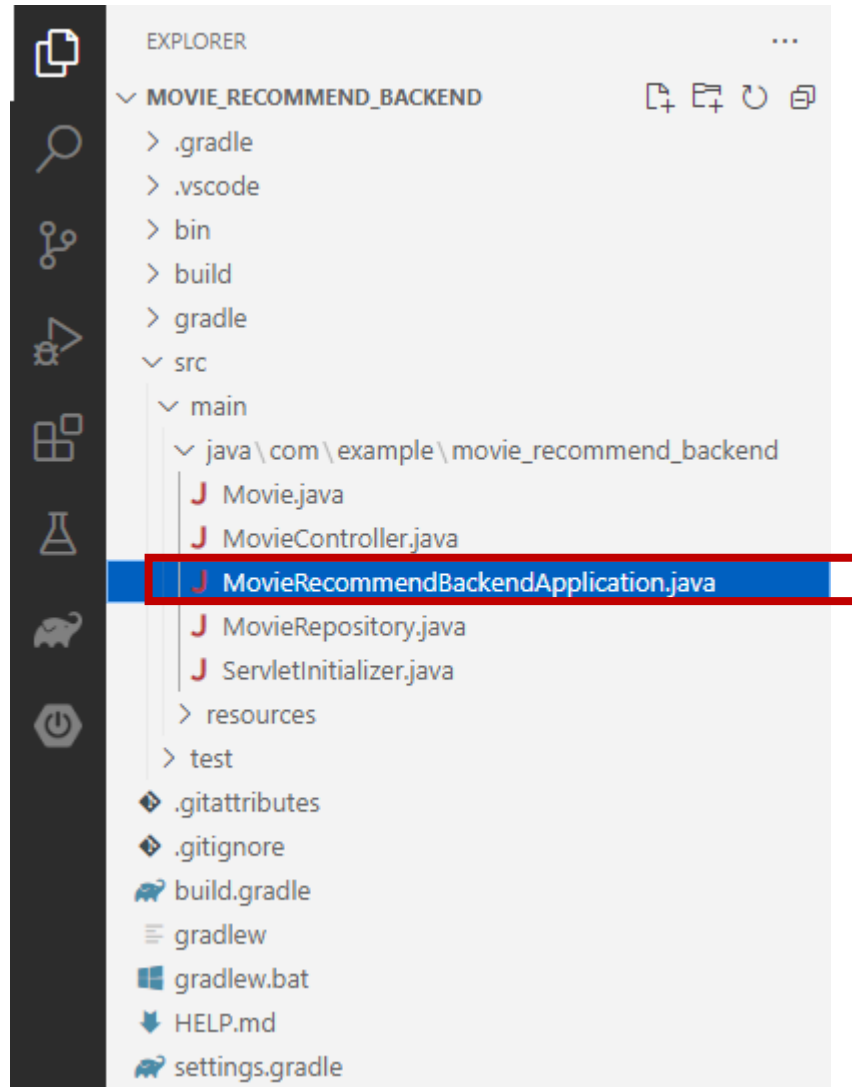 EXPLORER ...
MOVIE_RECOMMEND_BACKEND
.gradle
.vscode
bin
build
gradle
src
main
java\com\example\movie_recommend_backend
J Movie.java
J MovieController.java
J MovieRecommendBackendApplication.java
J MovieRepository.java
J ServletInitializer.java
resources
test
.gitattributes
.gitignore
build.gradle
gradlew
gradlew.bat
HELP.md
settings.gradle